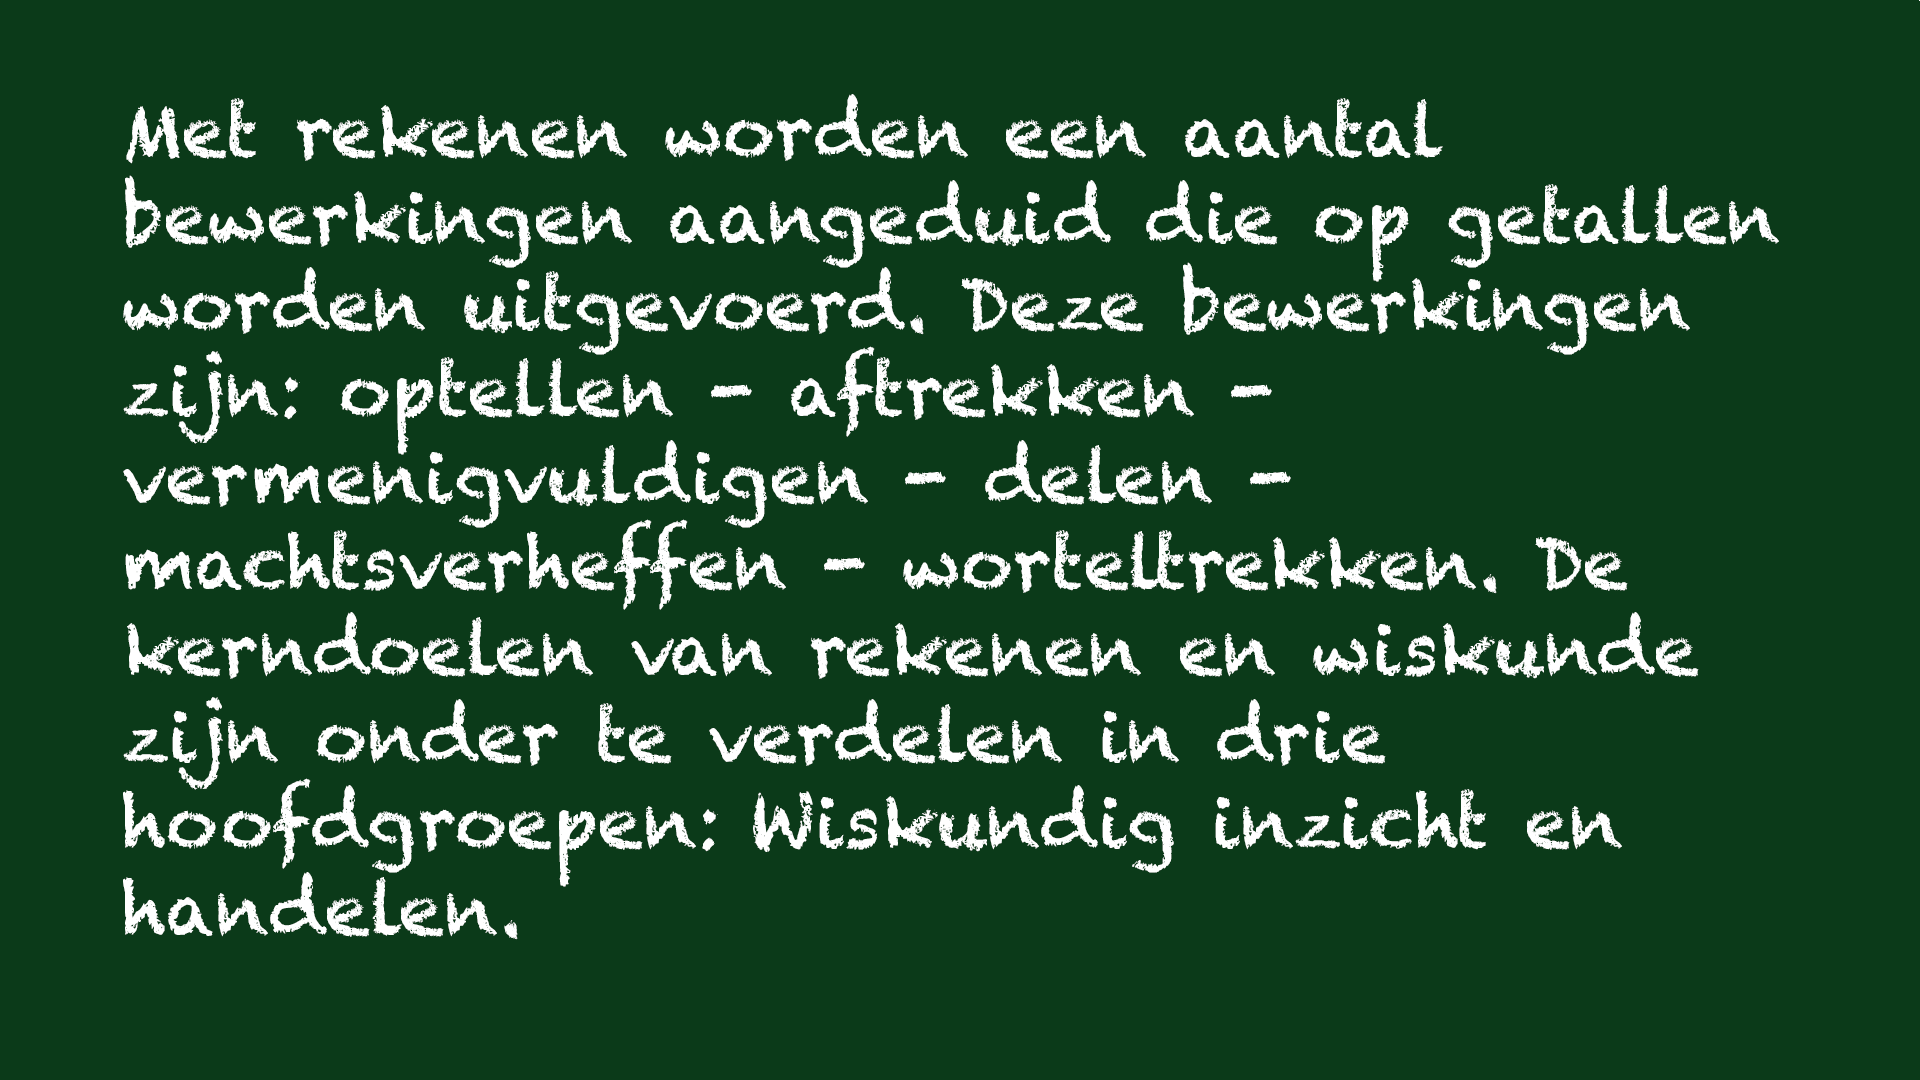 Met rekenen worden een aantal
bewerkingen aangeduid die op getallen
worden uitgevoerd. Deze bewerkingen
zijn: optellen - aftrekken -
vermenigvuldigen - delen -
machtsverheffen - worteltrekken. De
kerndoelen van rekenen en wiskunde
zijn onder te verdelen in drie
hoofdgroepen: Wiskundig inzicht en
handelen.